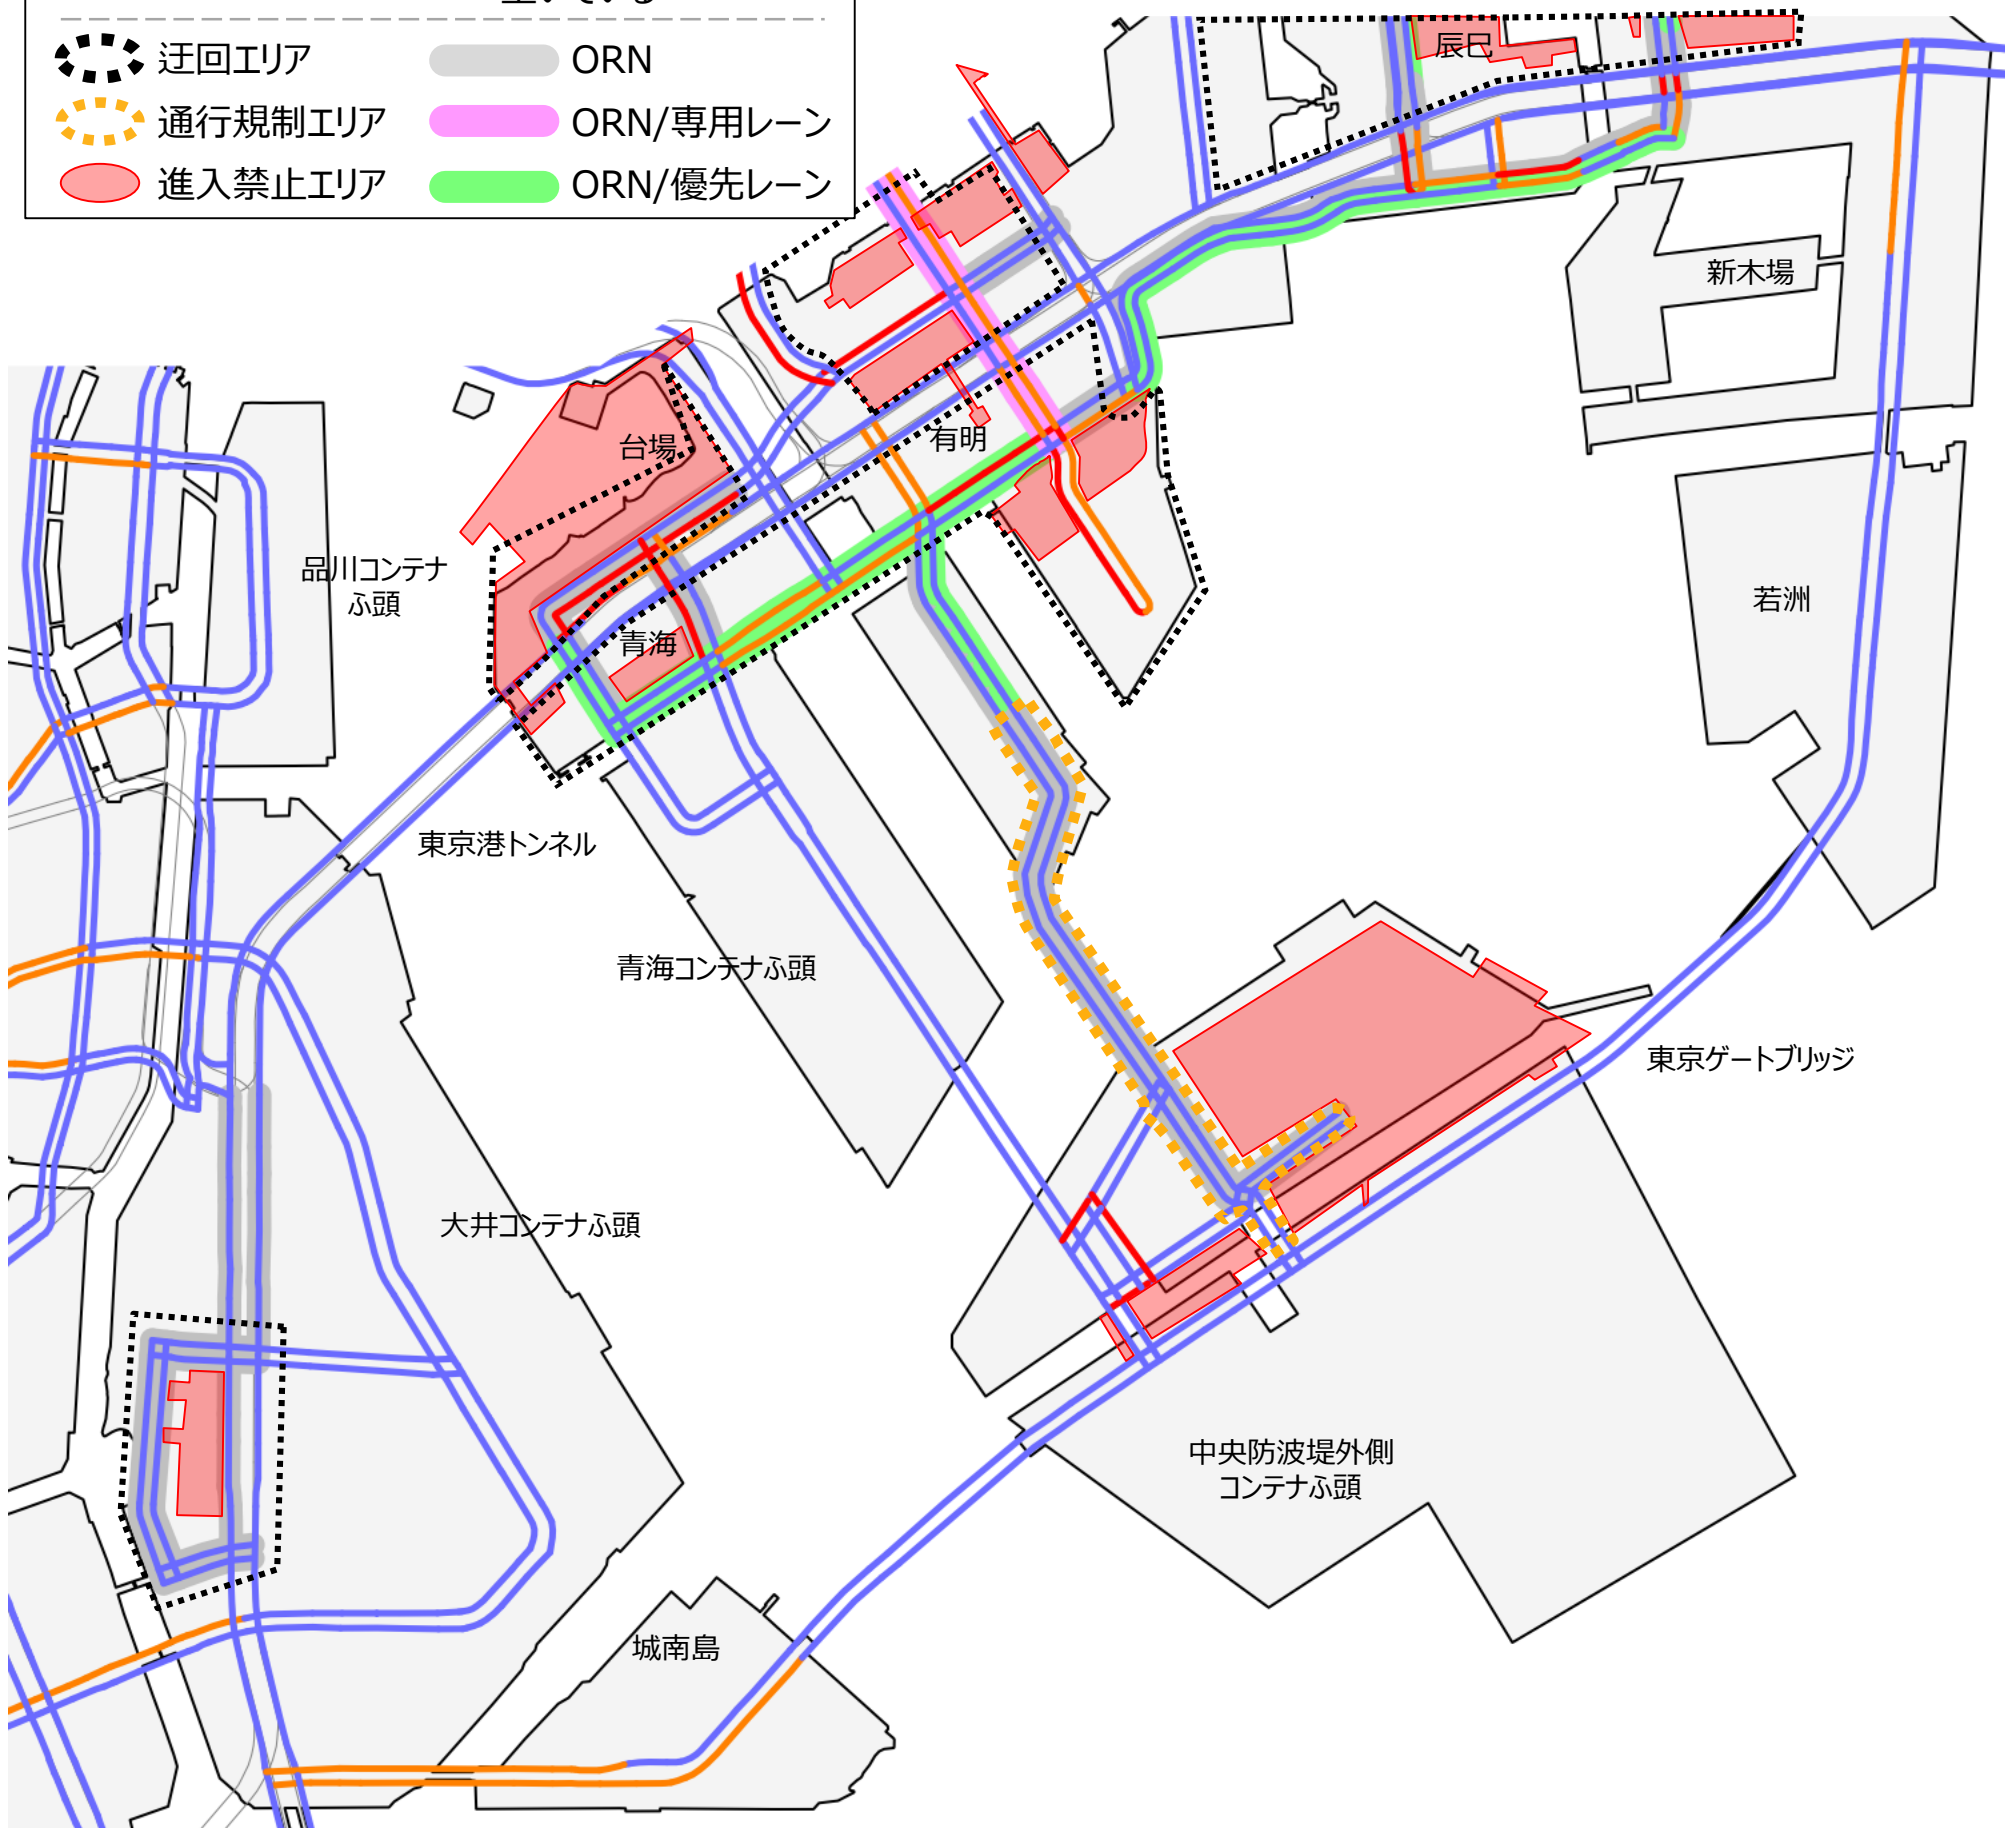 空いている
迂回エリア
ORN
通行規制エリア
ORN/専用レーン
進入禁止エリア
ORN/優先レーン
辰巳
新木場
有明
台場
品川コンテナ
ふ頭
青海
若洲
東京港トンネル
青海コンテナふ頭
東京ゲートブリッジ
大井コンテナふ頭
中央防波堤外側
コンテナふ頭
城南島